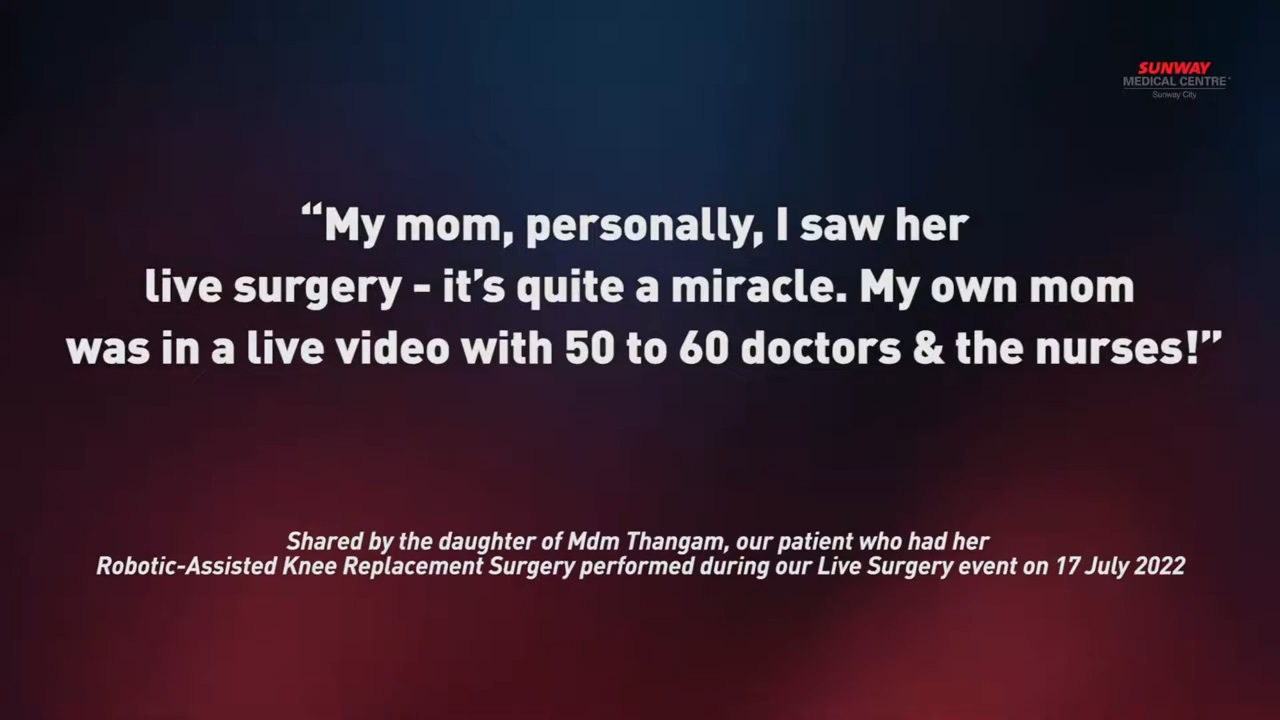 SUNWAY
MEDICAL CENTRE
Sunway City
“My mom, personally, I saw her
live surgery - it’s quite a miracle. My own mom
was in a live video with 50 to 60 doctors & the nurses!”
Shared by the daughter of Mdm Thangam, our patient who had her
Robotic-Assisted Knee Replacement Surgery performed during our Live Surgery event on 17 July 2022